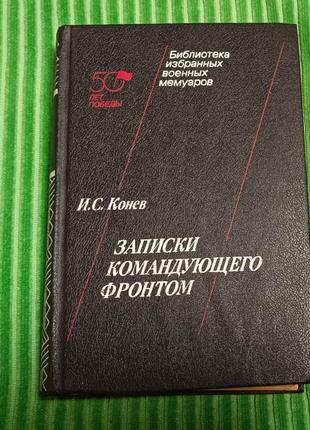 Библиотека
избранных
военных
мемуаров
50
ЛЕТ
ПОБЕДЫ
И.С. Конев
ЗАПИСКИ
КОМАНДУЮЩЕГО
ФРОНТОМ